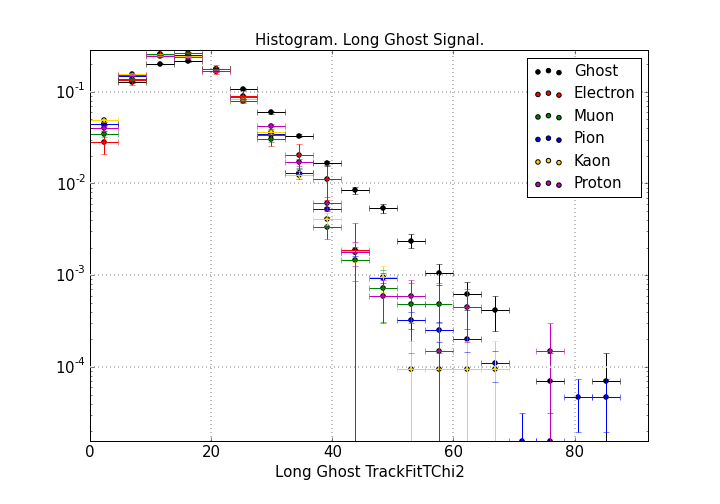 Histogram. Long Ghost Signal.
Ghost
Electron
Muon
Pion
Kaon
Proton
10^-1
10^-2
10^-3
10^-4
0 20 40 60 80
Long Ghost TrackFitTChi2